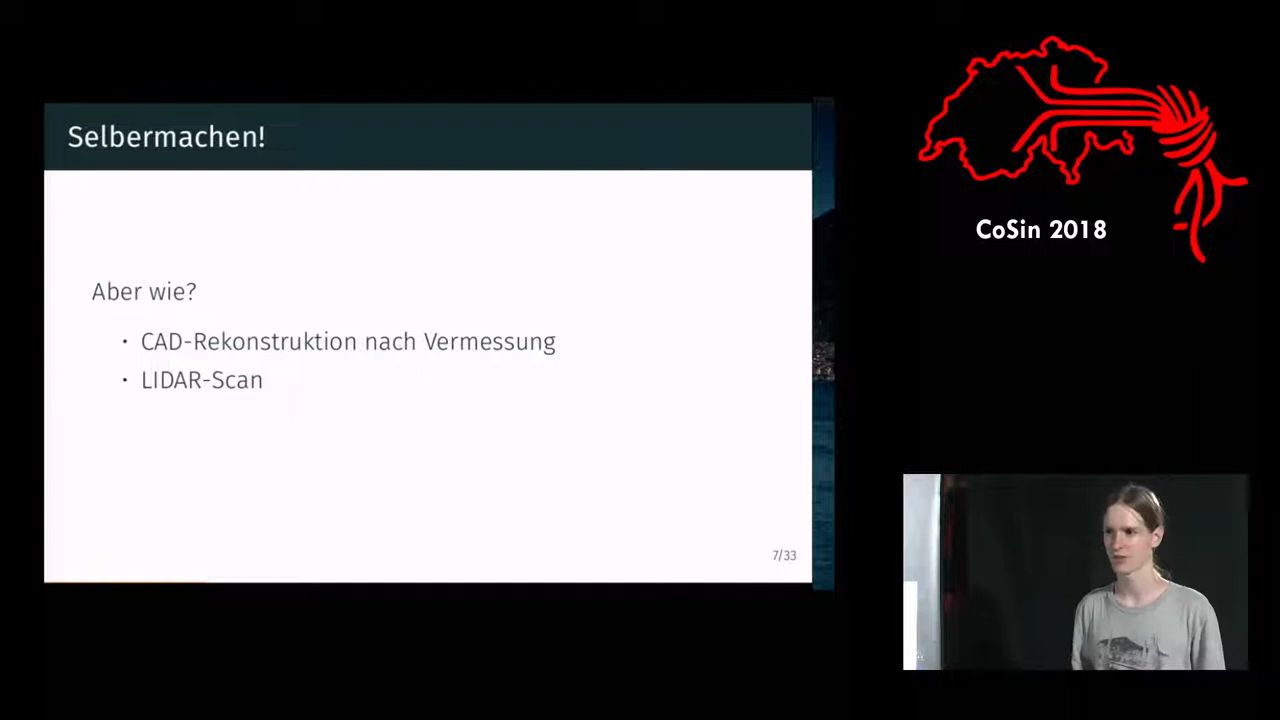 Selbermachen!
Aber wie?
• CAD-Rekonstruktion nach Vermessung
• LIDAR-Scan
7/33
CoSin 2018